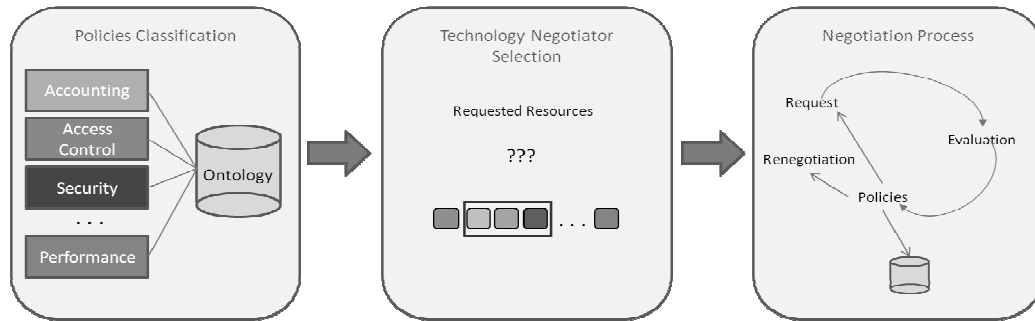 Policies Classification
Accounting
Access
Control
Security
...
Performance
Ontology
Technology Negotiator
Selection
Requested Resources
???
...
Negotiation Process
Request
Evaluation
Renegotiation
Policies